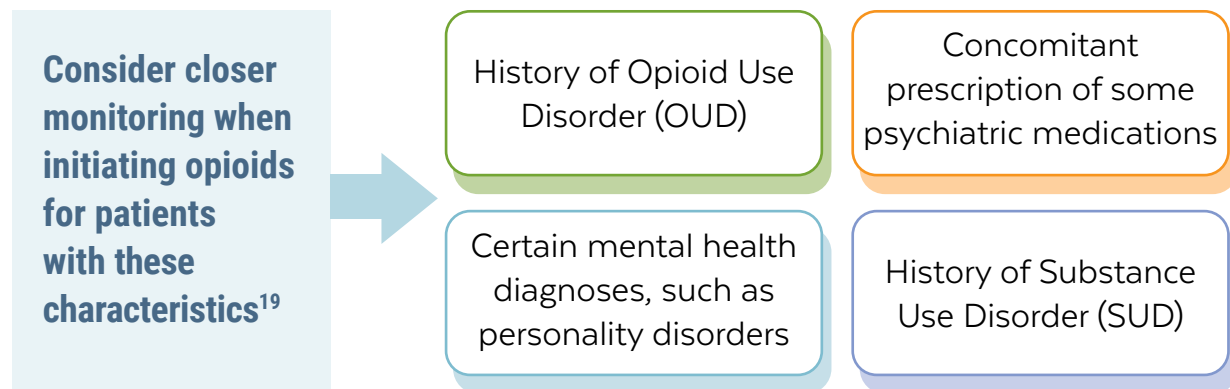 Consider closer
monitoring when
initiating opioids
for patients
with these
characteristics¹⁹
History of Opioid Use
Disorder (OUD)
Concomitant
prescription of some
psychiatric medications
Certain mental health
diagnoses, such as
personality disorders
History of Substance
Use Disorder (SUD)